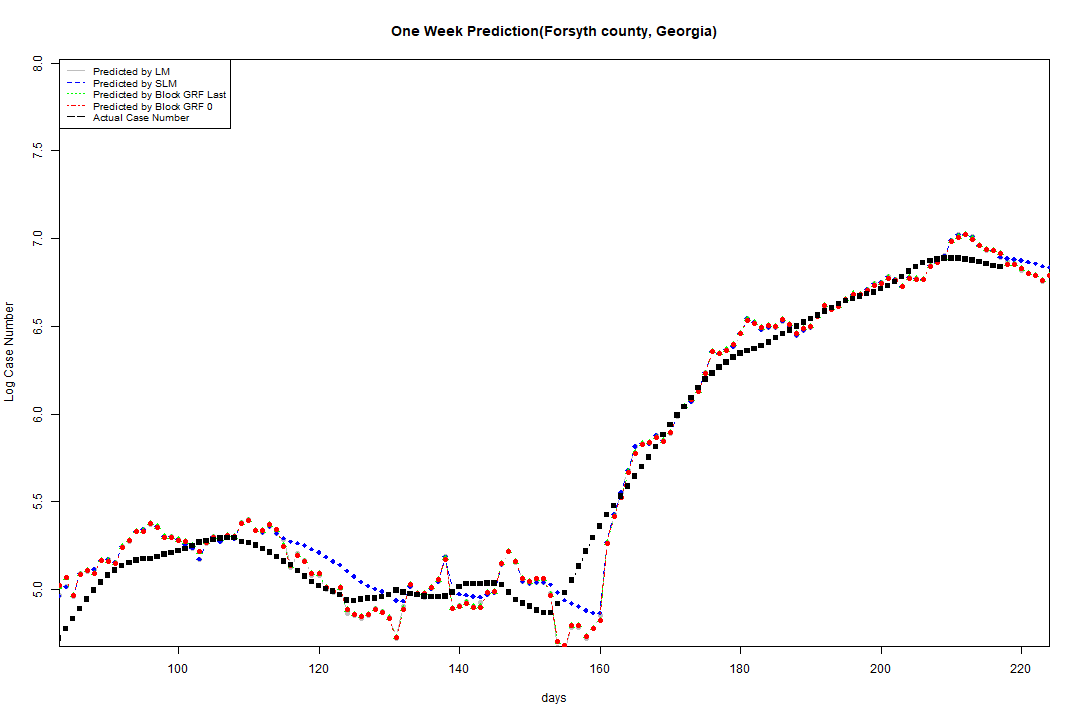 One Week Prediction(Forsyth county, Georgia)
Predicted by LM
Predicted by SLM
Predicted by Block GRF Last
Predicted by Block GRF 0
Actual Case Number
8.0
7.5
7.0
6.5
6.0
5.5
5.0
Log Case Number
100 120 140 160 180 200 220
days